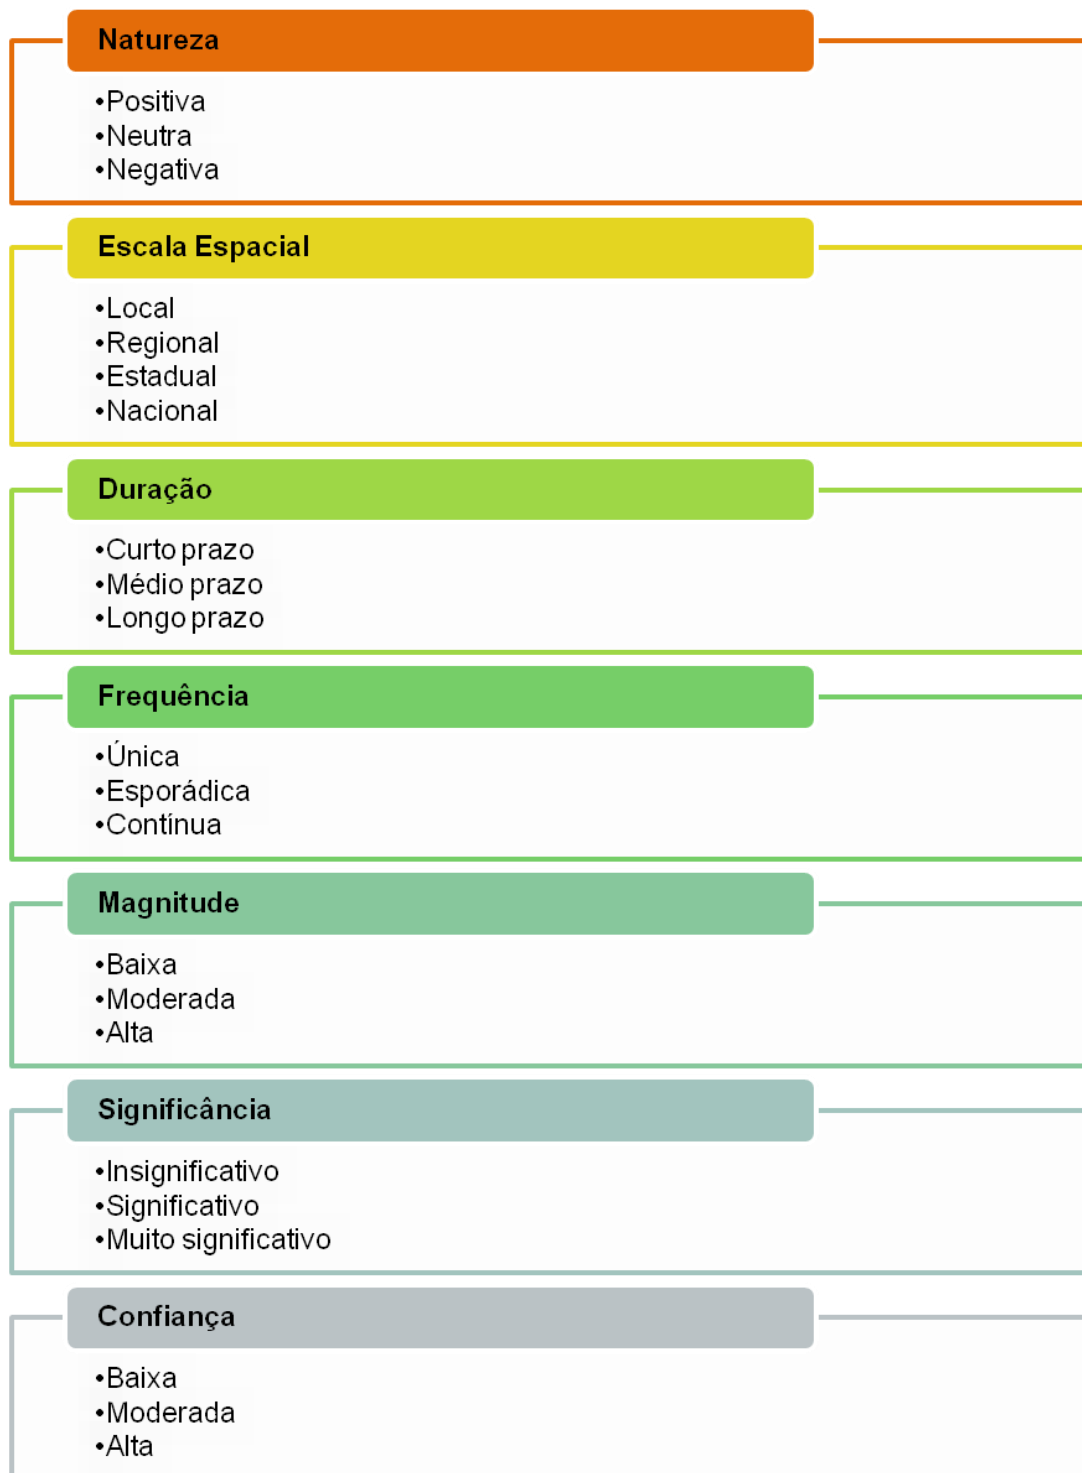 Natureza
•Positiva
•Neutra
•Negativa
Escala Espacial
•Local
•Regional
•Estadual
•Nacional
Duração
•Curto prazo
•Médio prazo
•Longo prazo
Frequência
•Única
•Esporádica
•Contínua
Magnitude
•Baixa
•Moderada
•Alta
Significância
•Insignificativo
•Significativo
•Muito significativo
Confiança
•Baixa
•Moderada
•Alta